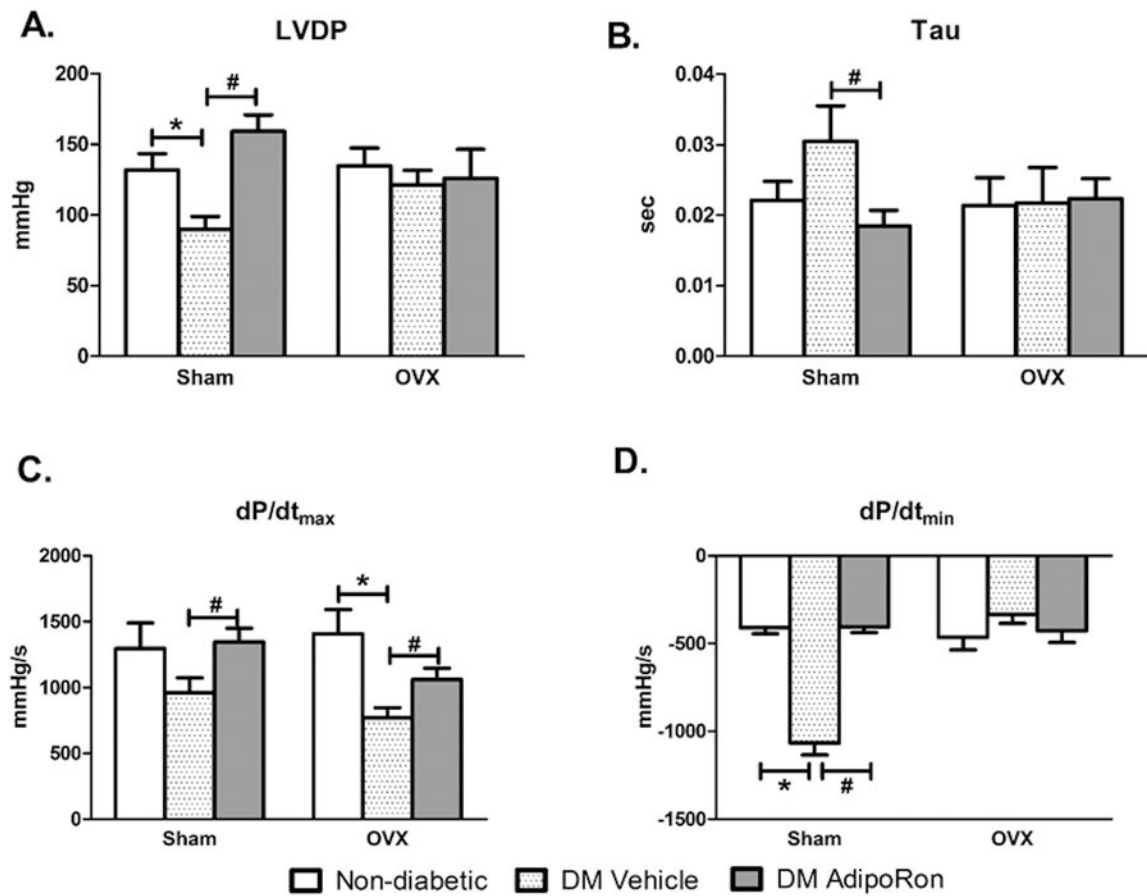 A.
LVDP
mmHg
200
150
100
50
0
*
#
Sham
OVX
B.
Tau
sec
0.04
0.03
0.02
0.01
0.00
#
Sham
OVX
C.
dP/dtmax
mmHg/s
2000
1500
1000
500
0
#
*
#
Sham
OVX
D.
dP/dtmin
mmHg/s
0
-500
-1000
-1500
*
#
Sham
OVX
Non-diabetic DM Vehicle DM AdipoRon